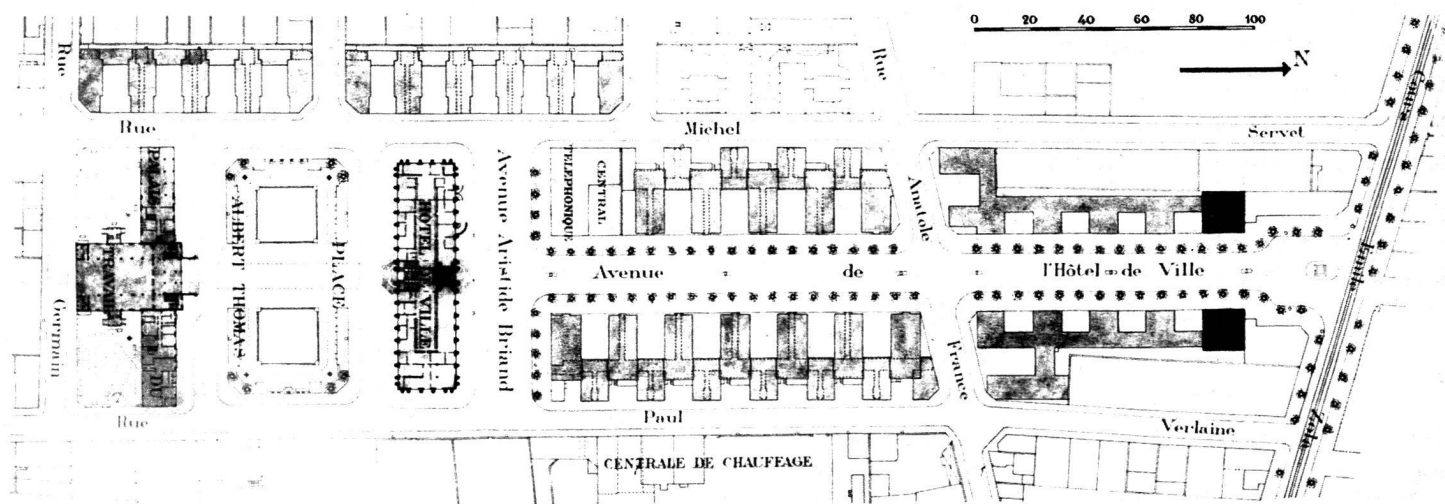 0 20 40 60 80 100
N
Rue
Rue
Cours
Rue Michel Servet
PALAIS
TRAVAIL
DU
ALBERT THOMAS
PLACE
HOTEL DE VILLE
Avenue Aristide Briand
CENTRAL
TELEPHONIQUE
Anatole
France
Avenue de l'Hôtel de Ville
Emile
Zola
Germain
Rue Paul Verlaine
CENTRALE DE CHAUFFAGE